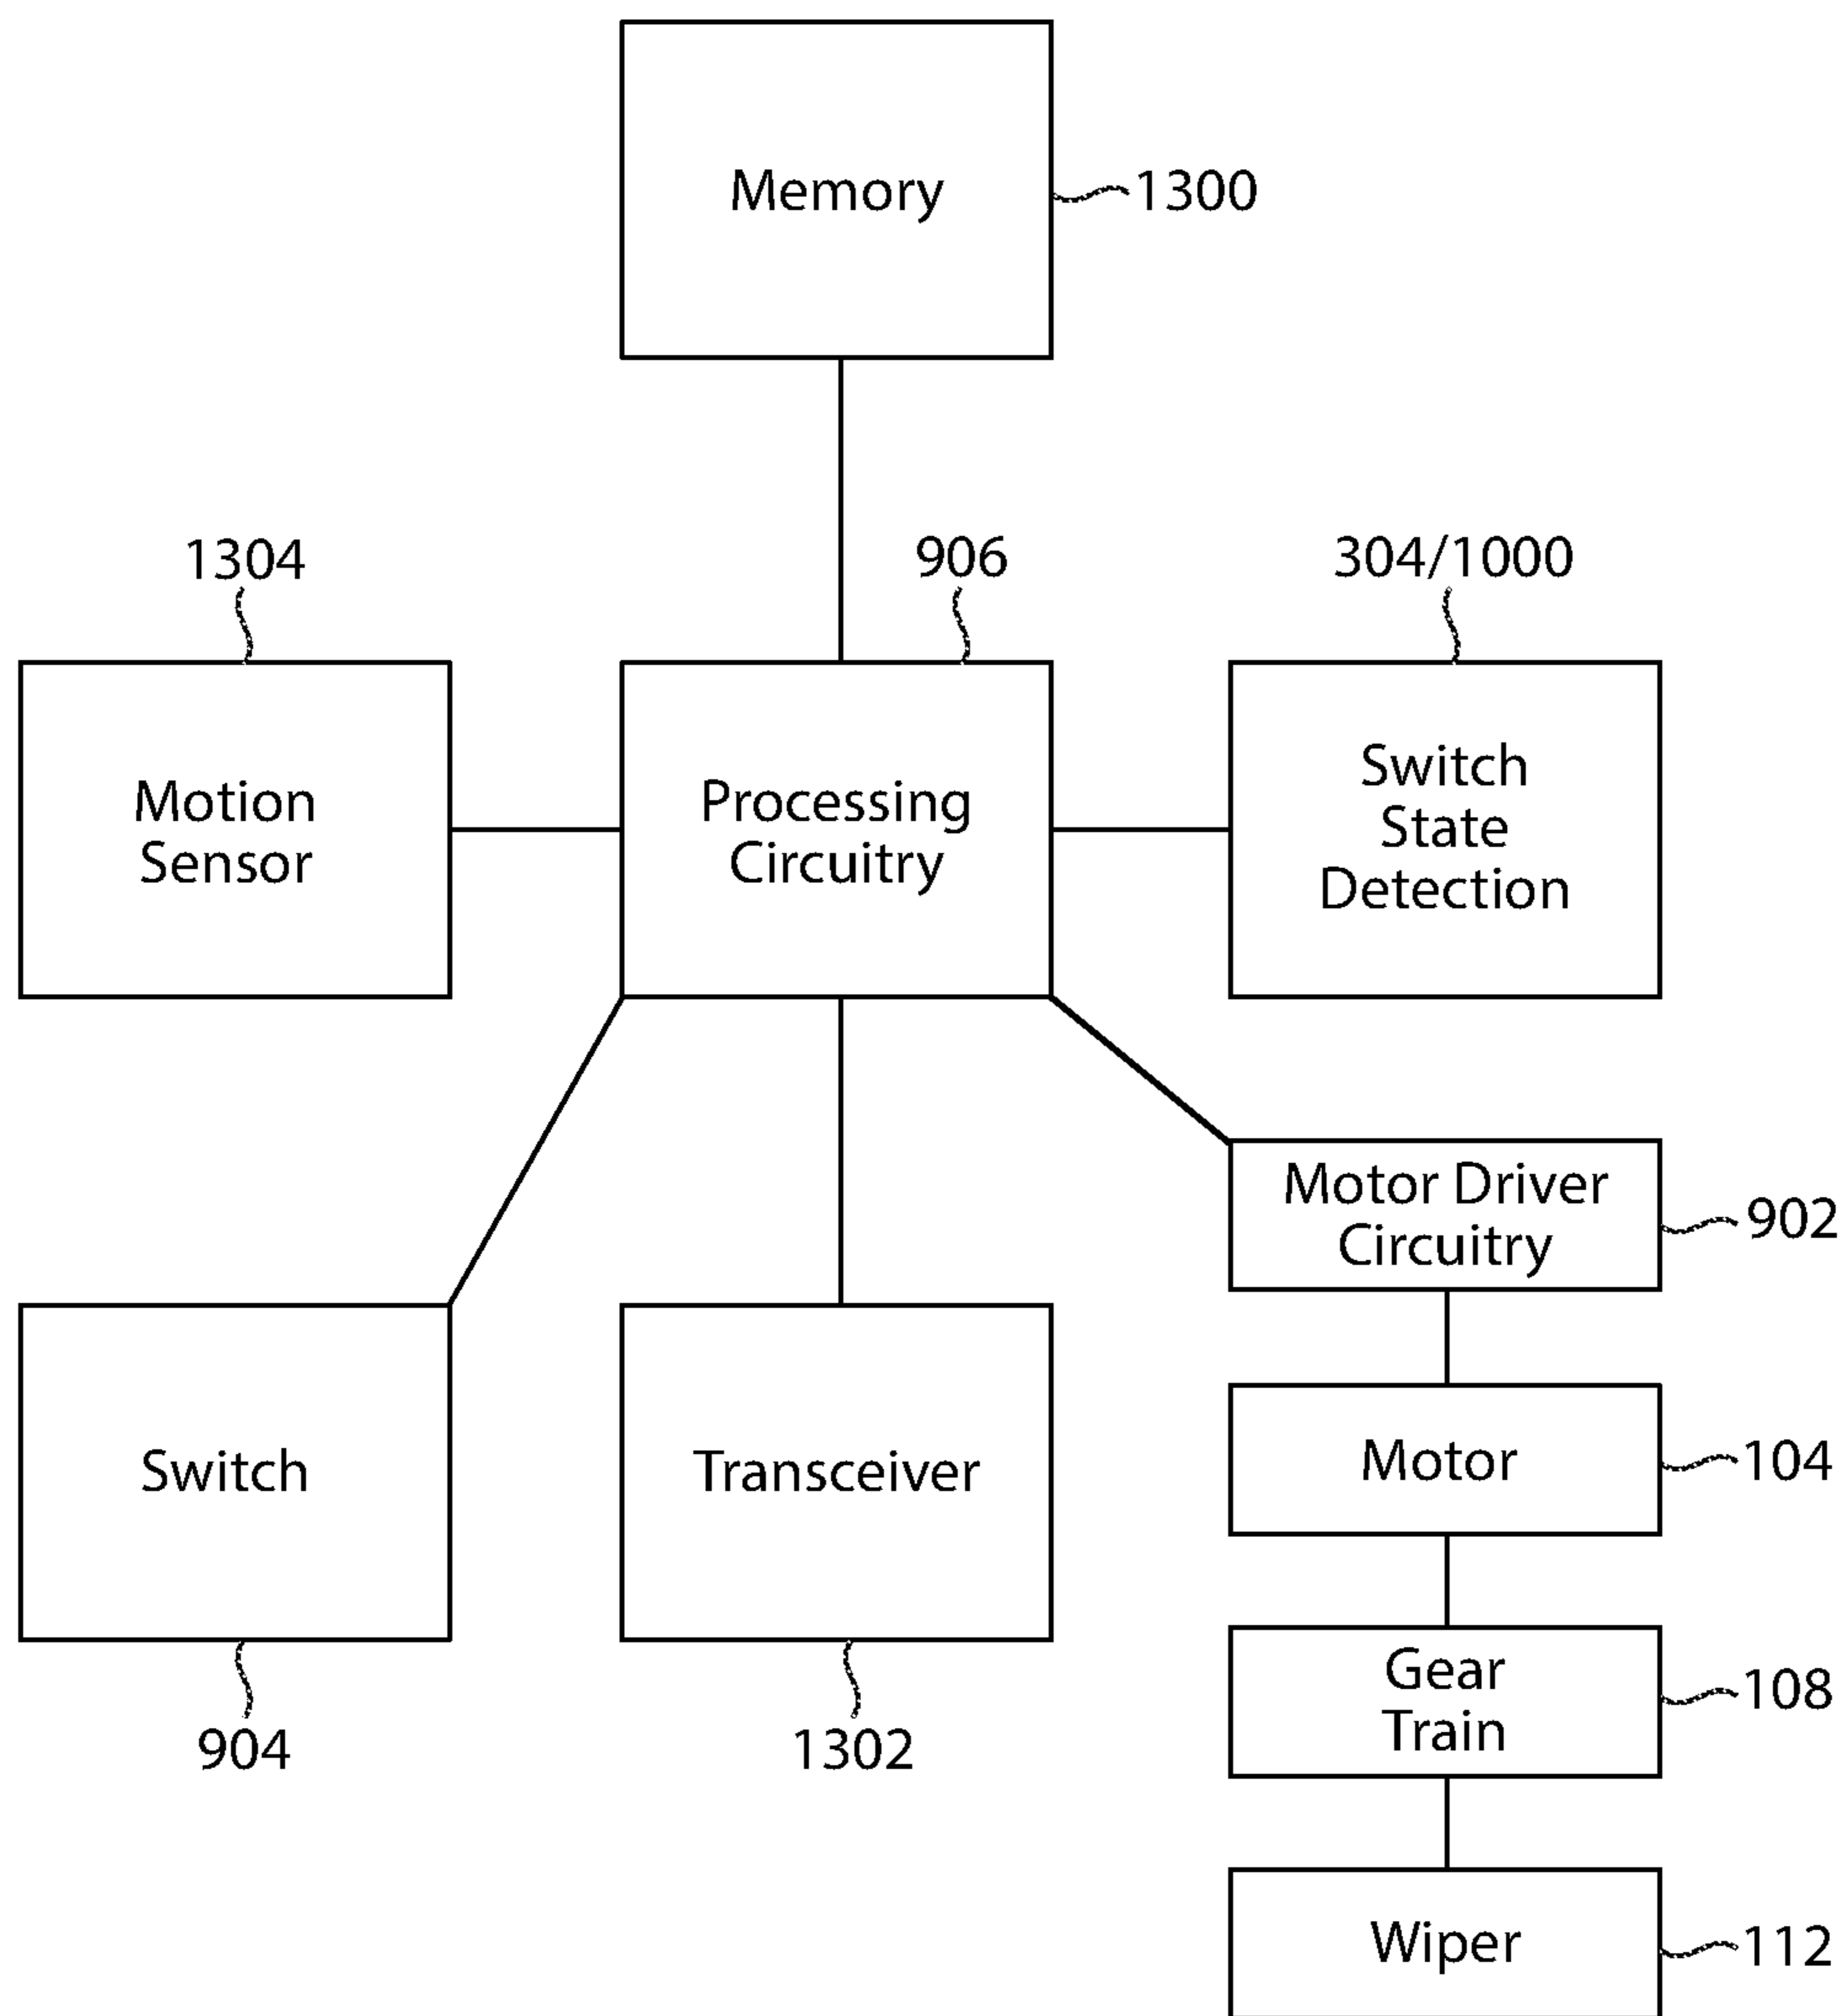 Memory
1300
1304
906
304/1000
Motion
Sensor
Processing
Circuitry
Switch
State
Detection
Motor Driver
Circuitry
902
Switch
904
Transceiver
1302
Motor
104
Gear
Train
108
Wiper
112